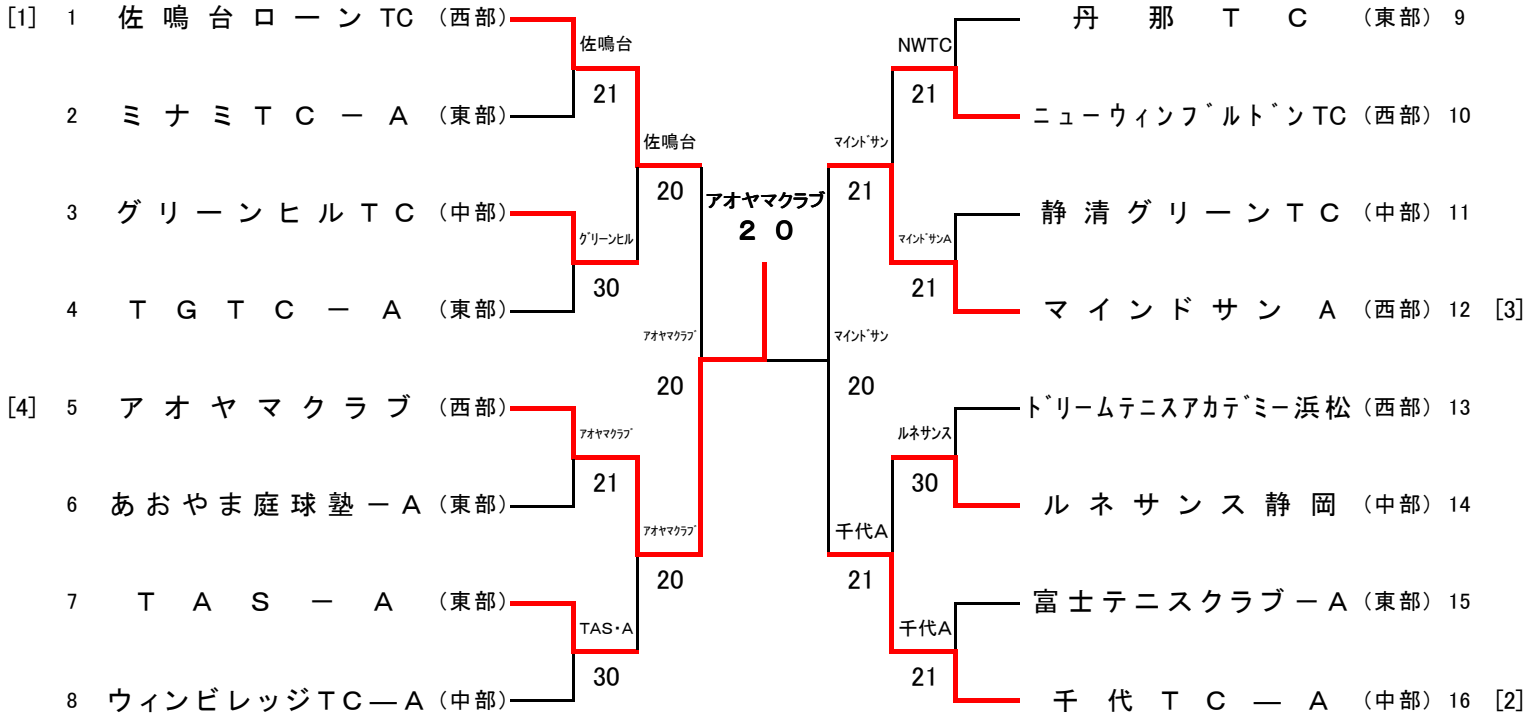 [1] 1 佐鳴台ローンTC (西部)
佐鳴台
21
2 ミナミTC－A (東部)
佐鳴台
20
3 グリーンヒルTC (中部)
グリーンヒル
30
4 TGTC－A (東部)
アオヤマクラブ
20
[4] 5 アオヤマクラブ (西部)
アオヤマクラブ
21
6 あおやま庭球塾－A (東部)
アオヤマクラブ
20
7 TAS－A (東部)
TAS・A
30
8 ウィンビレッジTC―A (中部)
アオヤマクラブ
２０
丹那TC (東部) 9
NWTC
21
ニューウィンブルドンTC (西部) 10
マインドサン
21
静清グリーンTC (中部) 11
マインドサンA
21
マインドサン A (西部) 12 [3]
マインドサン
20
ドリームテニスアカデミー浜松 (西部) 13
ルネサンス
30
ルネサンス静岡 (中部) 14
千代A
21
富士テニスクラブ－A (東部) 15
千代A
21
千代TC―A (中部) 16 [2]